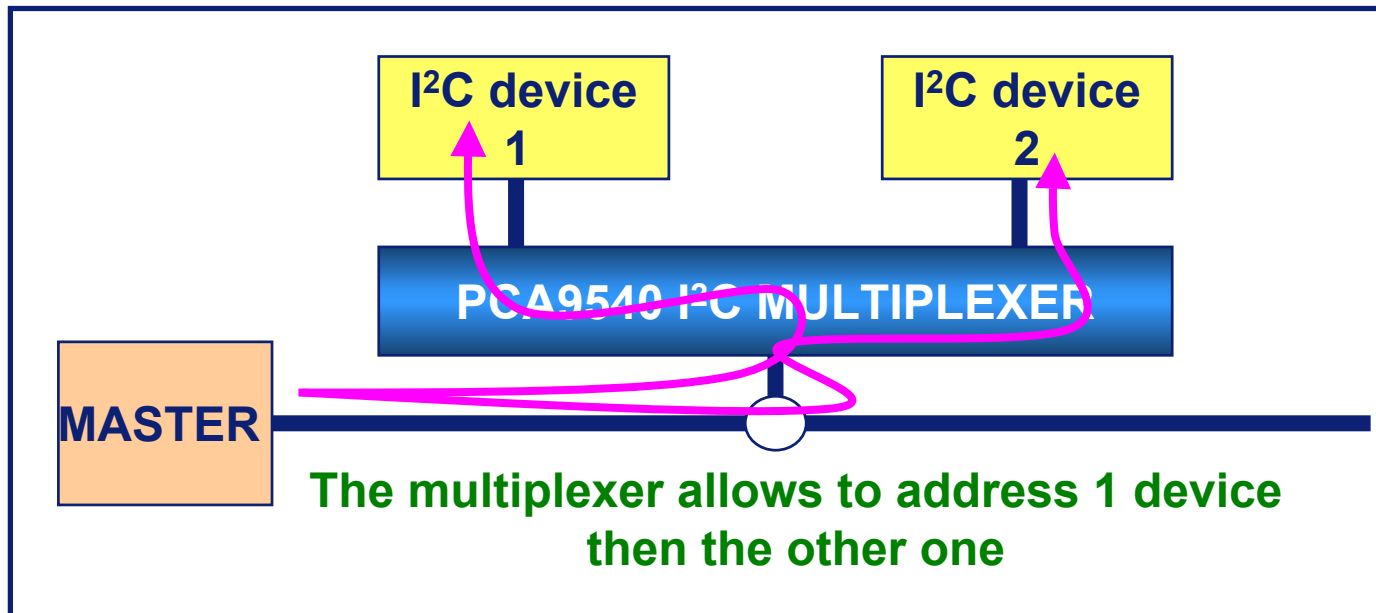 I²C device
1
I²C device
2
PCA9540 I²C MULTIPLEXER
MASTER
The multiplexer allows to address 1 device
then the other one